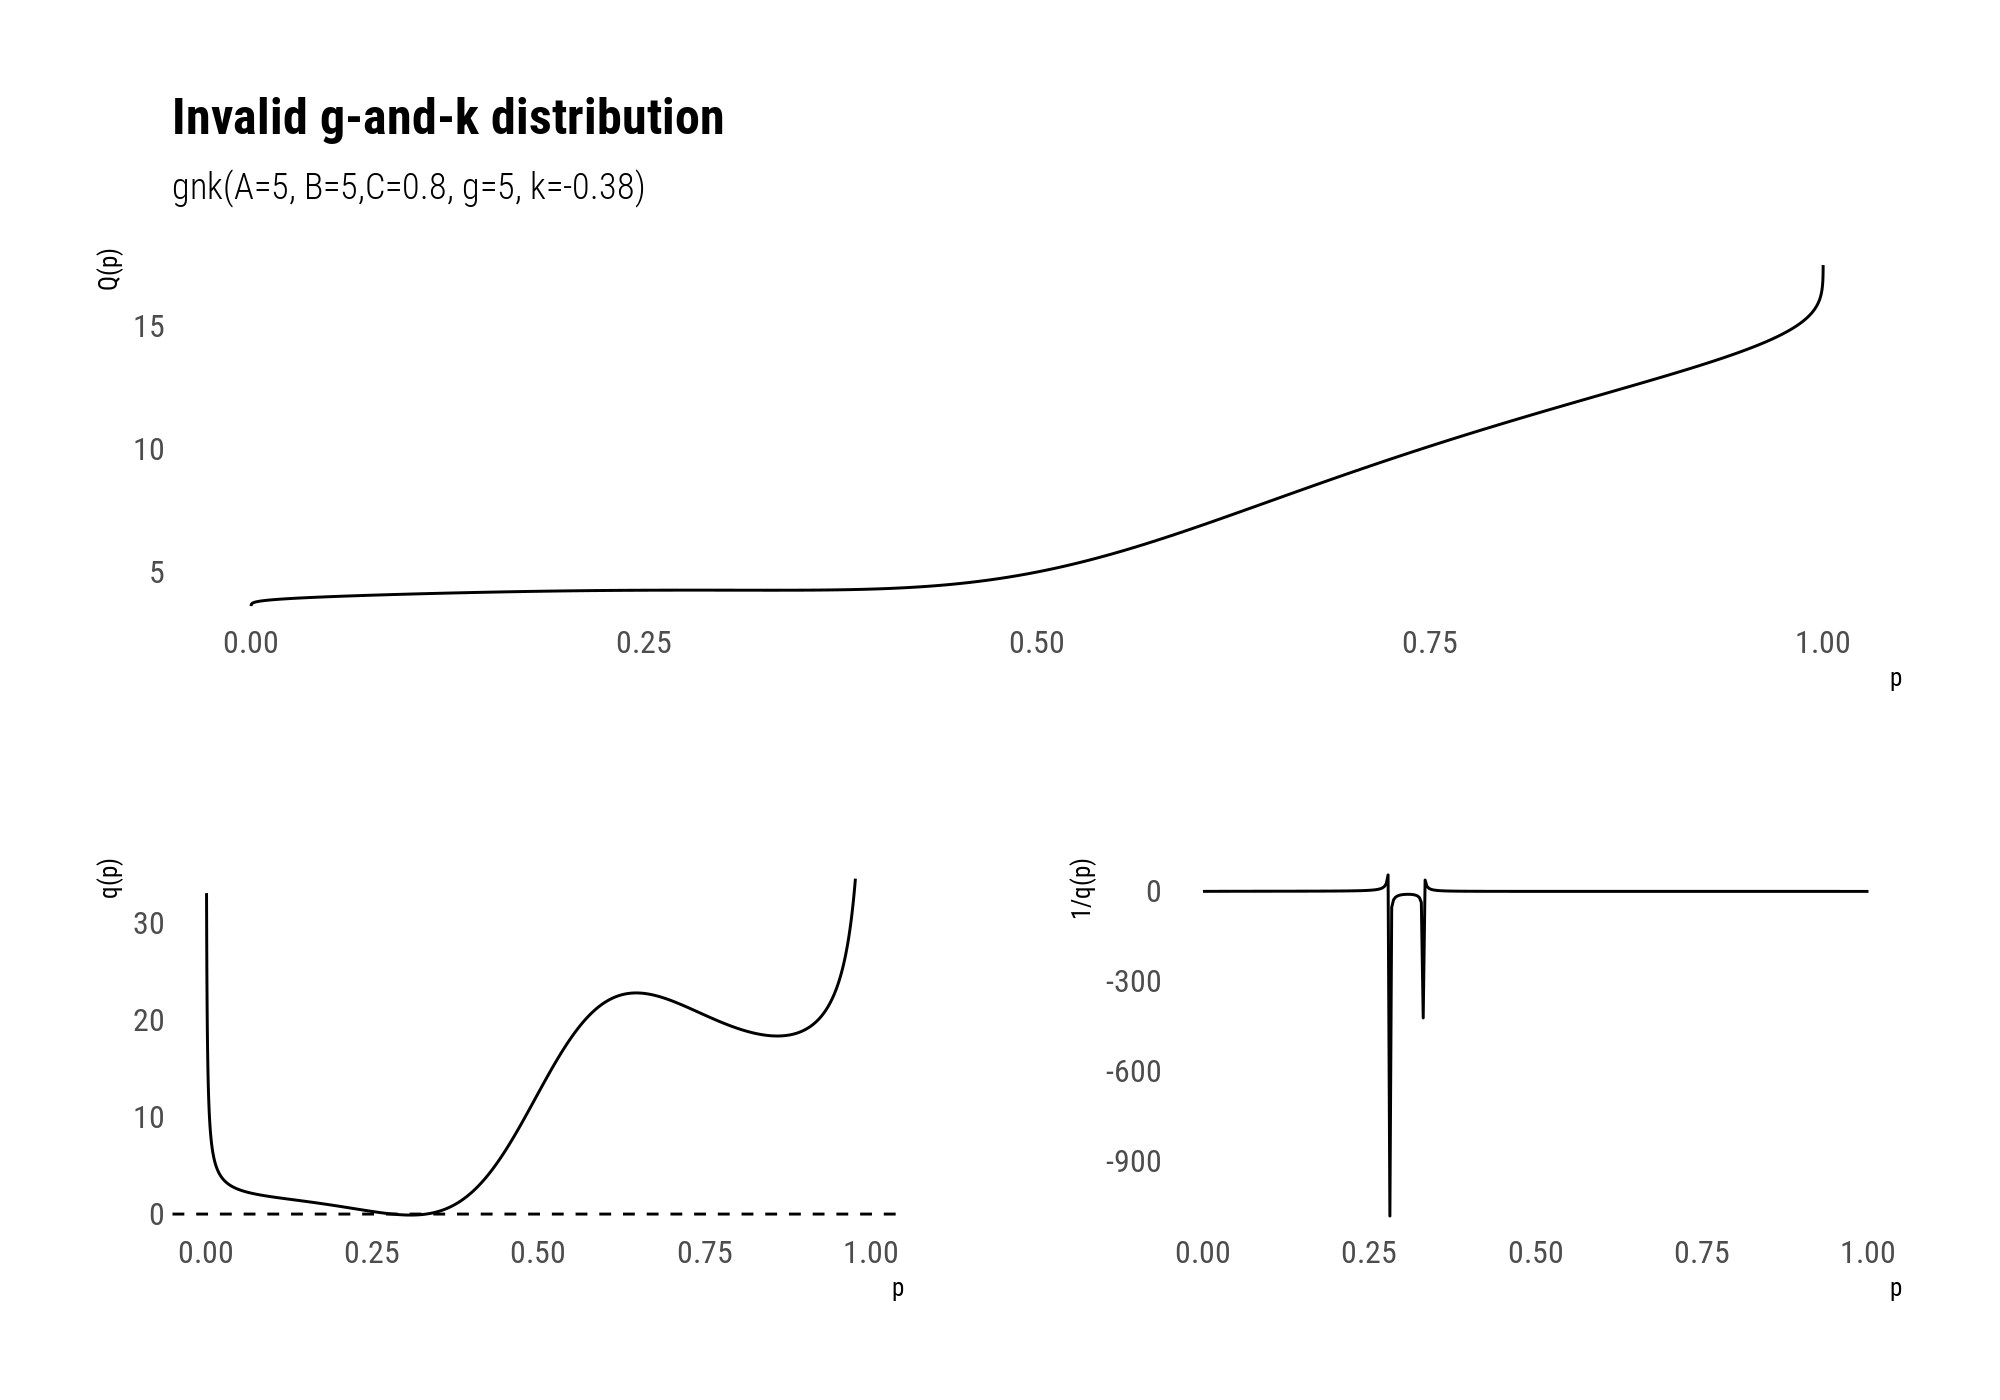 Invalid g-and-k distribution
gnk(A=5, B=5,C=0.8, g=5, k=-0.38)
Q(p)
15
10
5
0.00 0.25 0.50 0.75 1.00
p
q(p)
30
20
10
0
0.00 0.25 0.50 0.75 1.00
p
1/q(p)
0
-300
-600
-900
0.00 0.25 0.50 0.75 1.00
p